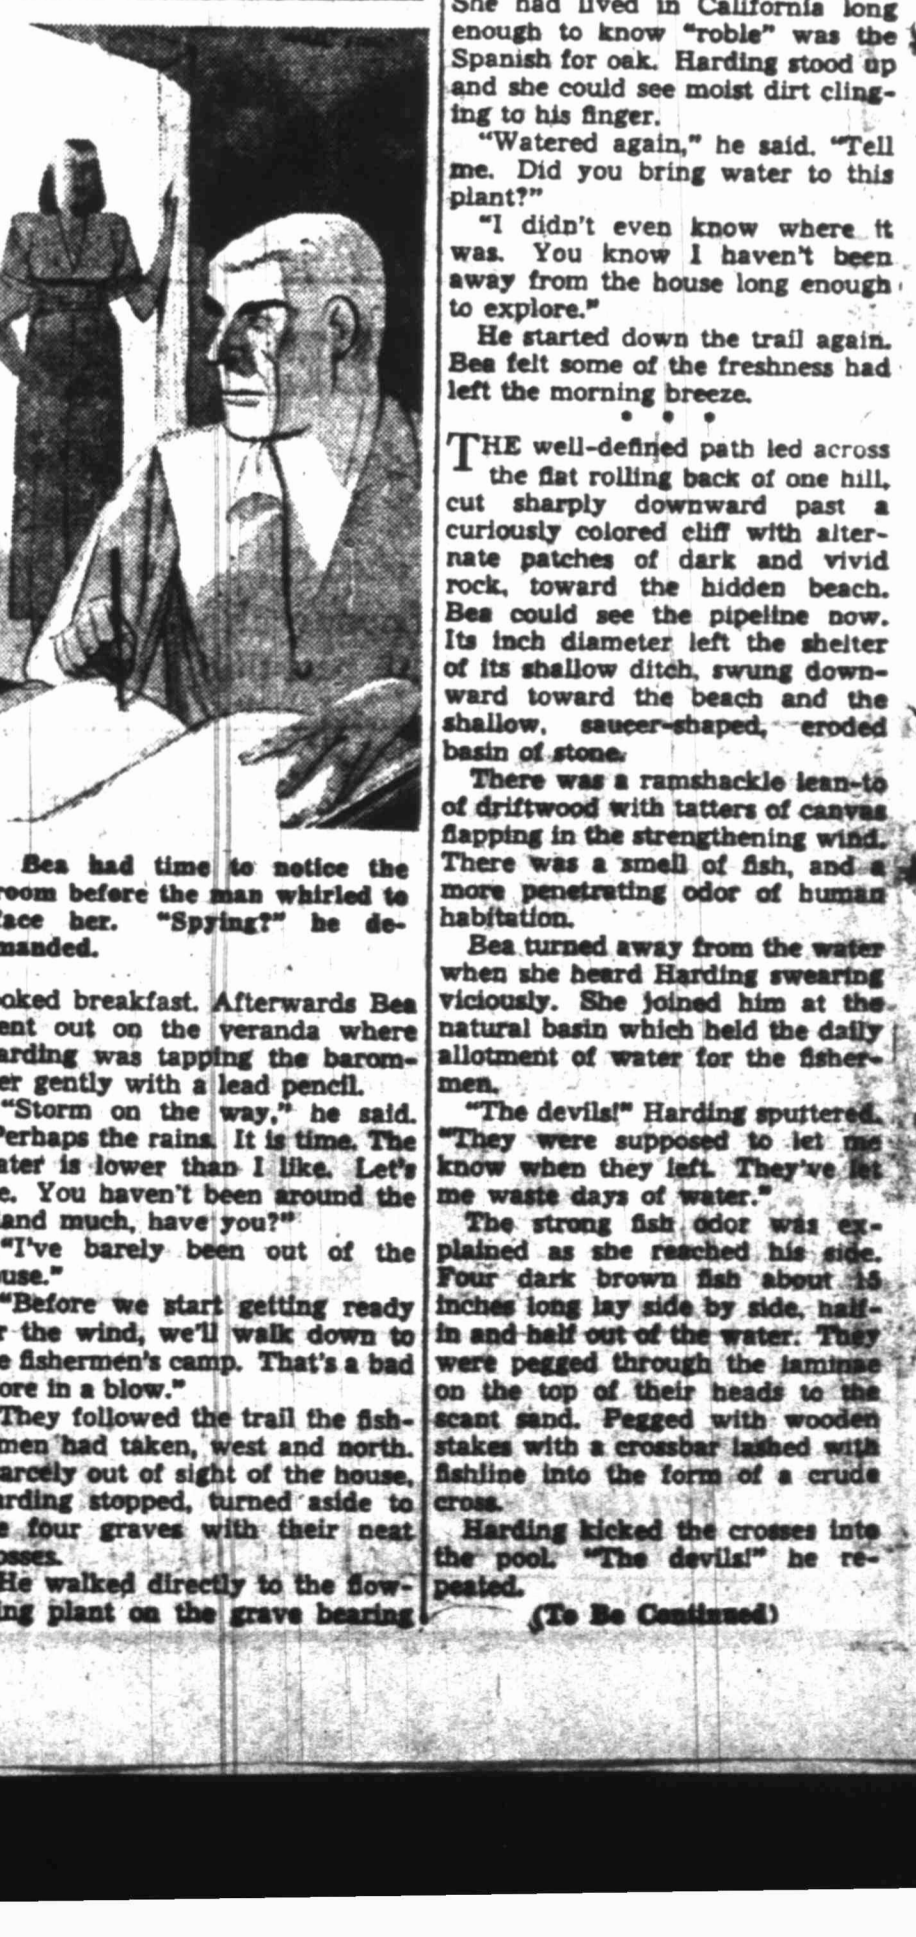 Bea had time to notice the
room before the man whirled to
face her. "Spying?" he de-
manded.
oked breakfast. Afterwards Bea
ent out on the veranda where
arding was tapping the barom-
er gently with a lead pencil.
"Storm on the way," he said.
Perhaps the rains. It is time. The
ater is lower than I like. Let's
e. You haven't been around the
and much, have you?"
"I've barely been out of the
use."
"Before we start getting ready
r the wind, we'll walk down to
e fishermen's camp. That's a bad
ore in a blow."
They followed the trail the fish-
men had taken, west and north.
arcely out of sight of the house,
arding stopped, turned aside to
e four graves with their neat
osses.
He walked directly to the flow-
ing plant on the grave bearing
She had lived in California long
enough to know "roble" was the
Spanish for oak. Harding stood up
and she could see moist dirt cling-
ing to his finger.
"Watered again," he said. "Tell
me. Did you bring water to this
plant?"
"I didn't even know where it
was. You know I haven't been
away from the house long enough
to explore."
He started down the trail again.
Bea felt some of the freshness had
left the morning breeze.
• • •
THE well-defined path led across
the flat rolling back of one hill,
cut sharply downward past a
curiously colored cliff with alter-
nate patches of dark and vivid
rock, toward the hidden beach.
Bea could see the pipeline now.
Its inch diameter left the shelter
of its shallow ditch, swung down-
ward toward the beach and the
shallow, saucer-shaped, eroded
basin of stone.
There was a ramshackle lean-to
of driftwood with tatters of canvas
flapping in the strengthening wind.
There was a smell of fish, and a
more penetrating odor of human
habitation.
Bea turned away from the water
when she heard Harding swearing
viciously. She joined him at the
natural basin which held the daily
allotment of water for the fisher-
men.
"The devils!" Harding sputtered.
"They were supposed to let me
know when they left. They've let
me waste days of water."
The strong fish odor was ex-
plained as she reached his side.
Four dark brown fish about 15
inches long lay side by side, half-
in and half out of the water. They
were pegged through the laminae
on the top of their heads to the
scant sand. Pegged with wooden
stakes with a crossbar lashed with
fishline into the form of a crude
cross.
Harding kicked the crosses into
the pool. "The devils!" he re-
peated.
(To Be Continued)